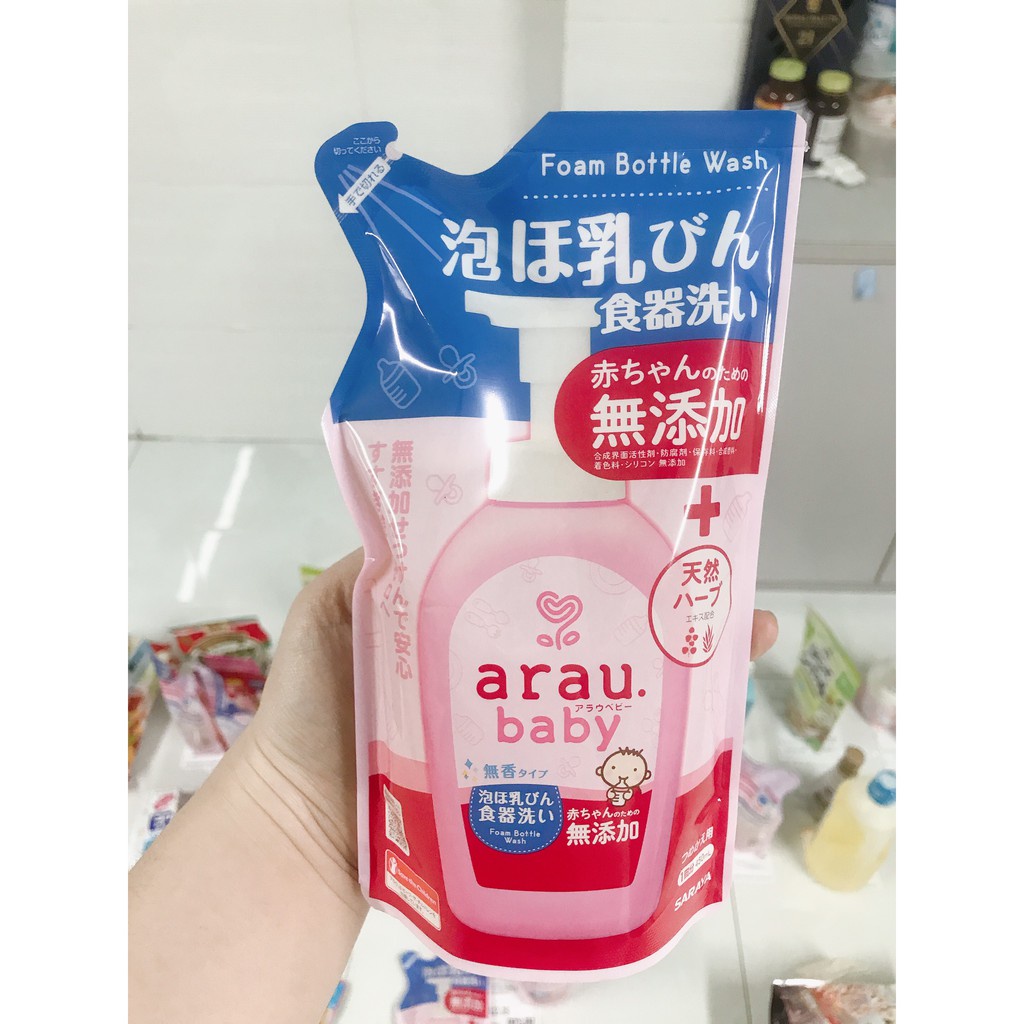 ここから
切ってください
手で切れる
Foam Bottle Wash
泡ほ乳びん
食器洗い
赤ちゃんのための
無添加
合成界面活性剤・防腐剤・保存料・合成香料・
着色料・シリコン 無添加
天然
ハーブ
エキス配合
arau.
アラウベビー
baby
無香タイプ
泡ほ乳びん
食器洗い
Foam Bottle
Wash
赤ちゃんのための
無添加
つめかえ用
SARAYA
Save the Children